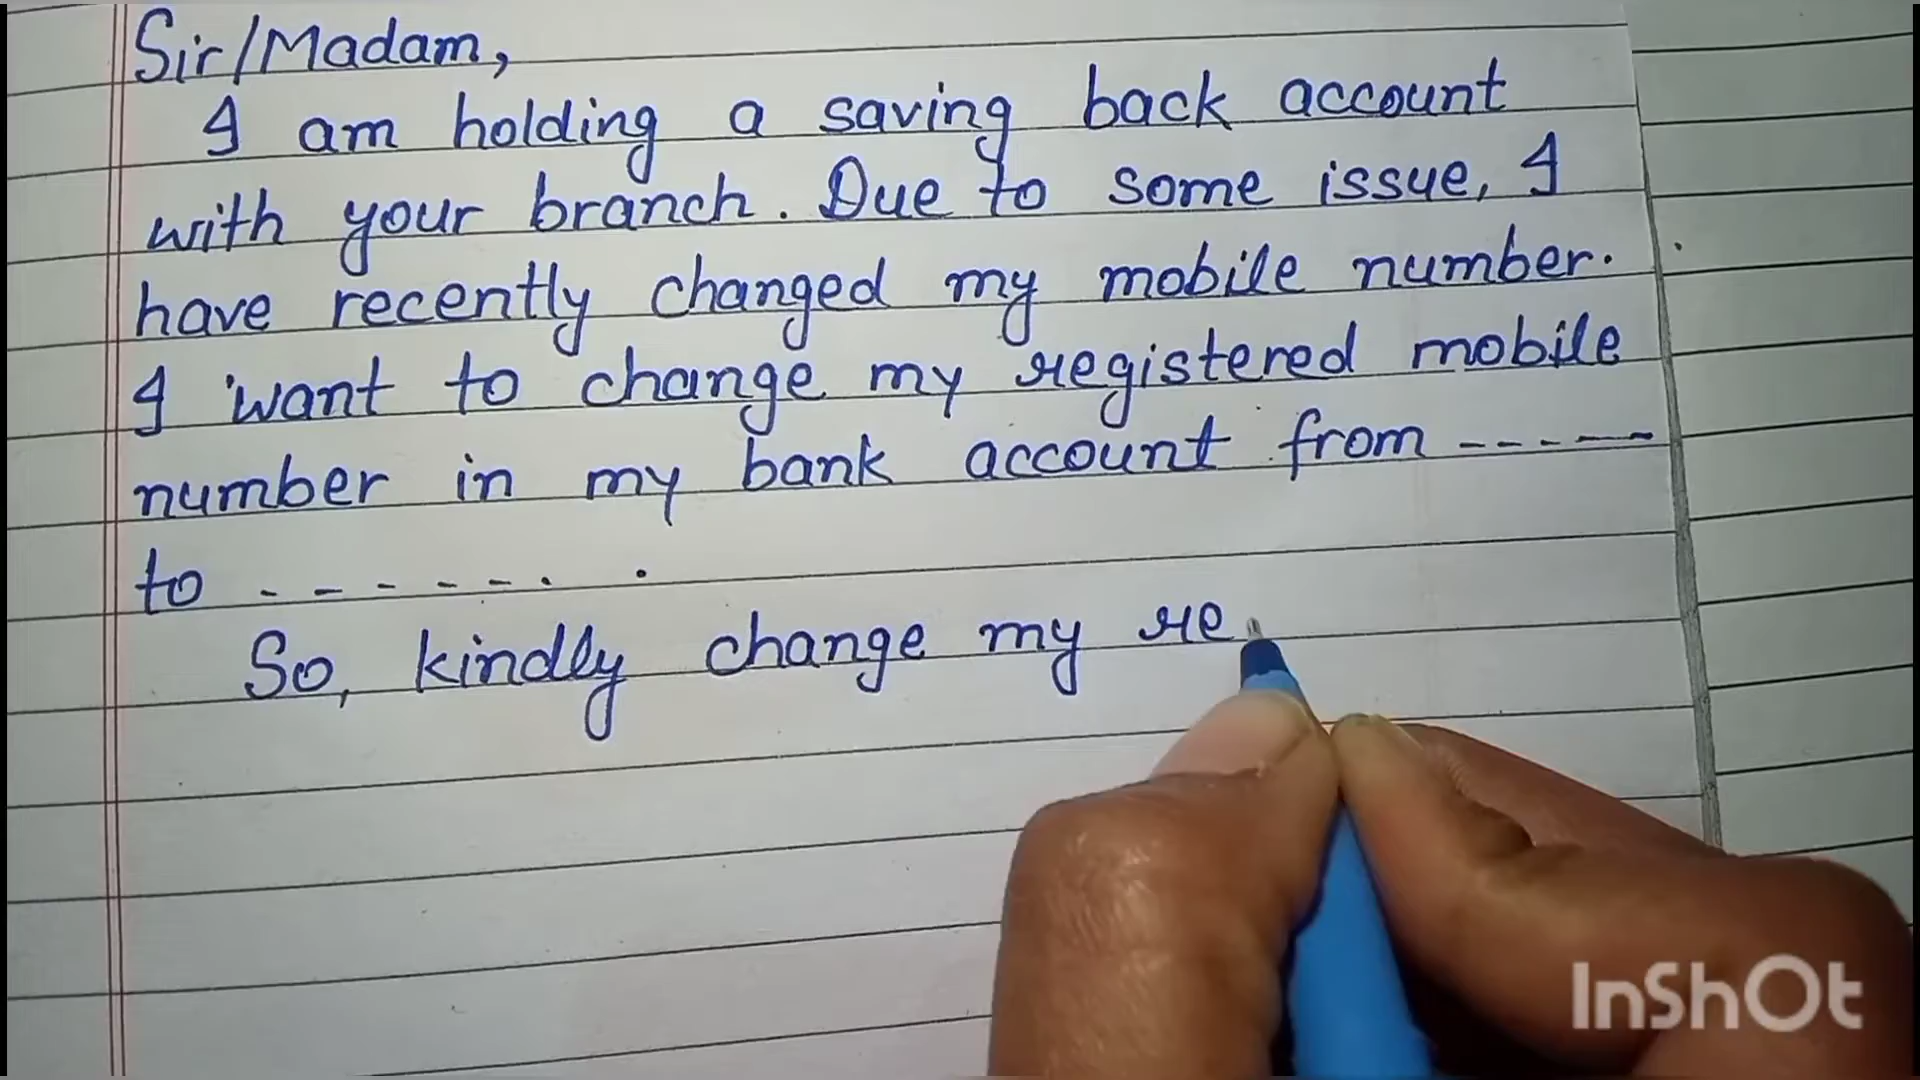 Sir/Madam,
I am holding a saving back account
with your branch. Due to some issue, I
have recently changed my mobile number.
I want to change my registered mobile
number in my bank account from -----
to ------ .
So, kindly change my re
InShOt